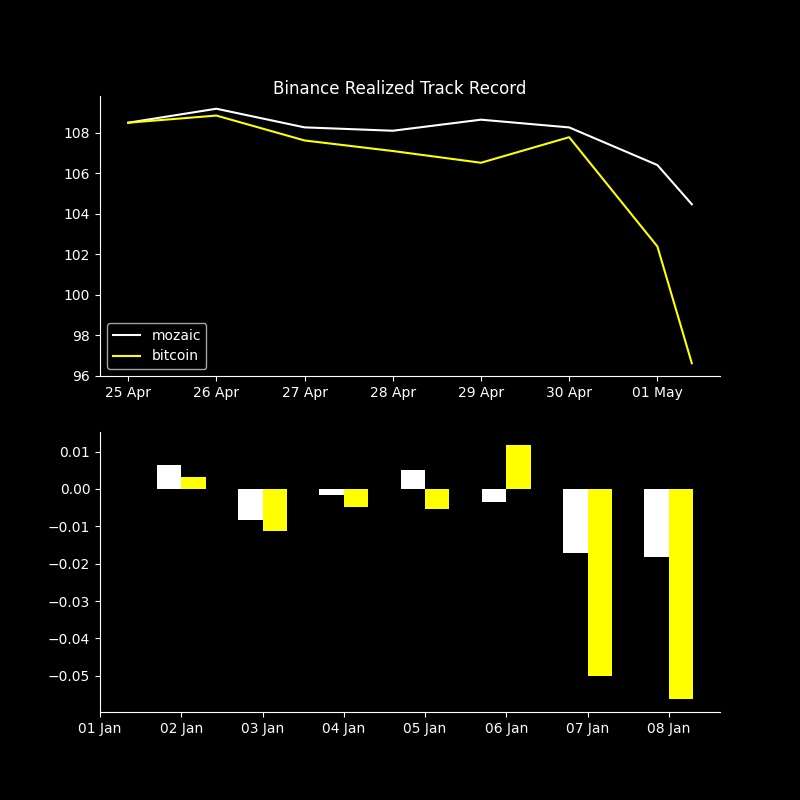 Binance Realized Track Record
108
106
104
102
100
98
96
mozaic
bitcoin
25 Apr 26 Apr 27 Apr 28 Apr 29 Apr 30 Apr 01 May
0.01
0.00
−0.01
−0.02
−0.03
−0.04
−0.05
01 Jan 02 Jan 03 Jan 04 Jan 05 Jan 06 Jan 07 Jan 08 Jan